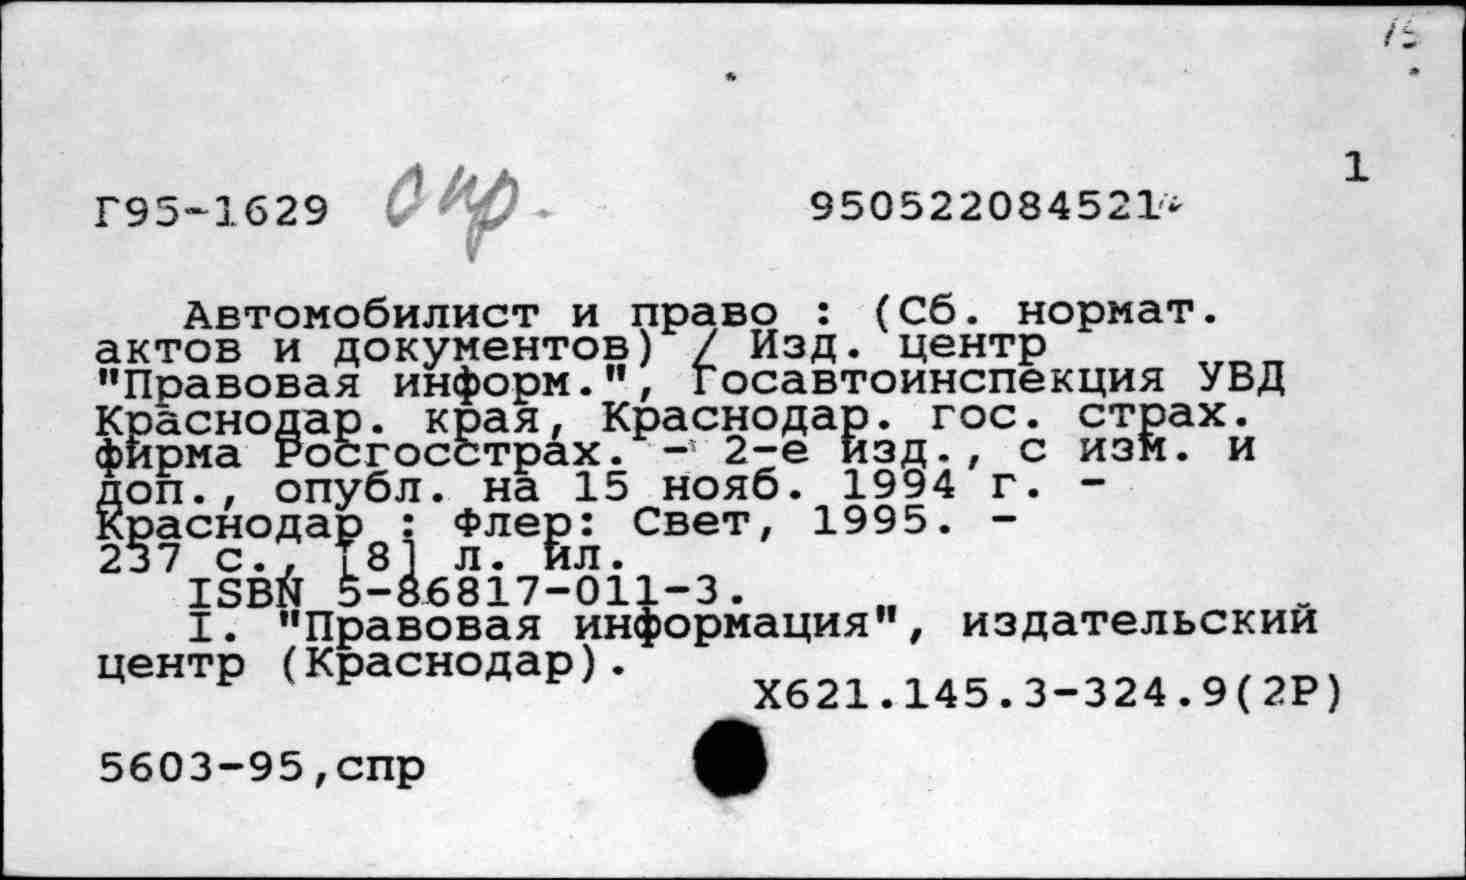 1
Г95-1629 спр. 950522084521
Автомобилист и право : (Сб. нормат.
актов и документов) / Изд. центр
"Правовая информ.", Госавтоинспекция УВД
Краснодар. края, Краснодар. гос. страх.
фирма Росгосстрах. - 2-е изд., с изм. и
доп., опубл. на 15 нояб. 1994 г. -
Краснодар : Флер: Свет, 1995. -
237 с., [8] л. ил.
ISBN 5-86817-011-3.
I. "Правовая информация", издательский
центр (Краснодар).
Х621.145.3-324.9(2Р)
5603-95,спр